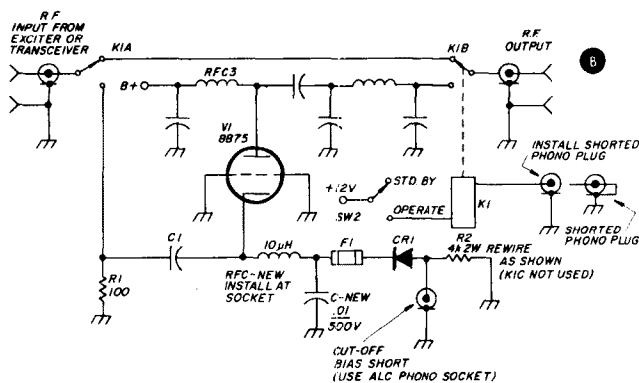 R.F.
INPUT FROM
EXCITER OR
TRANSCEIVER
K1A
B+
RFC3
K1B
R.F.
OUTPUT
B
V1
8875
+12V
SW2
STD. BY
OPERATE
K1
INSTALL SHORTED
PHONO PLUG
SHORTED
PHONO PLUG
C1
R1
100
10µH
RFC-NEW
INSTALL AT
SOCKET
F1
C-NEW
.01
500V
CR1
R2
4k 2W REWIRE
AS SHOWN
(K1C NOT USED)
CUT-OFF
BIAS SHORT
(USE ALC PHONO SOCKET)